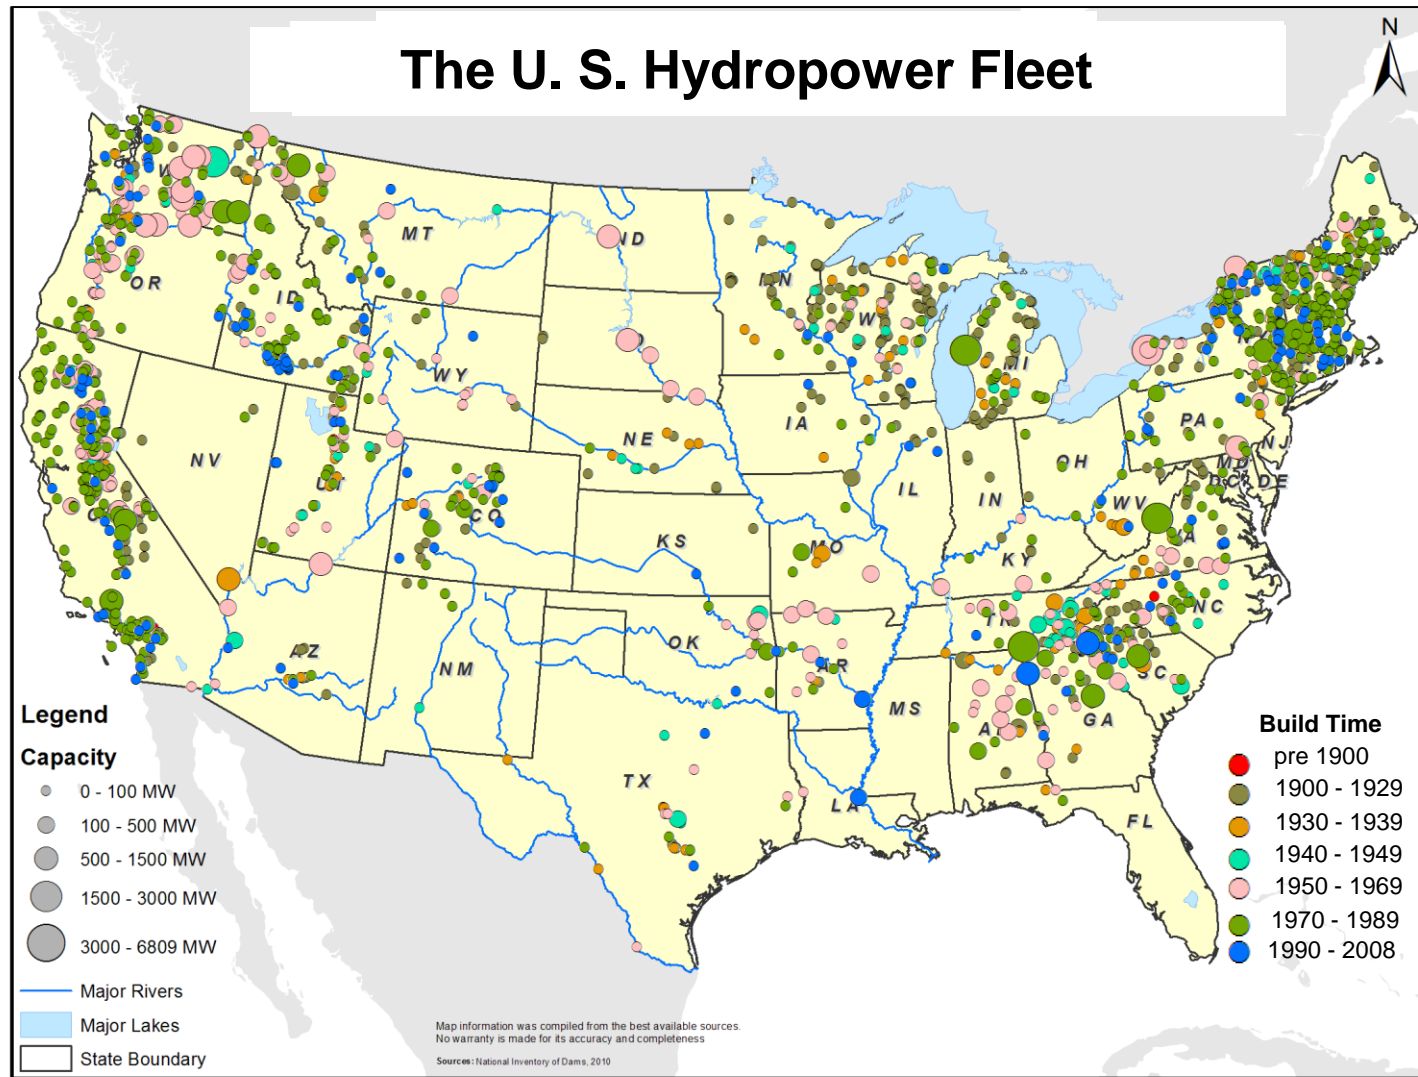 The U. S. Hydropower Fleet
N
MT
ND
MN
OR
ID
WI
MI
WY
IA
NE
PA
NJ
NV
UT
CO
IL
IN
OH
MD
DC
DE
WV
VA
KS
MO
KY
NC
TN
AZ
NM
OK
AR
SC
MS
AL
GA
TX
LA
FL
Legend
Capacity
0 - 100 MW
100 - 500 MW
500 - 1500 MW
1500 - 3000 MW
3000 - 6809 MW
Major Rivers
Major Lakes
State Boundary
Build Time
pre 1900
1900 - 1929
1930 - 1939
1940 - 1949
1950 - 1969
1970 - 1989
1990 - 2008
Map information was compiled from the best available sources.
No warranty is made for its accuracy and completeness
Sources: National Inventory of Dams, 2010